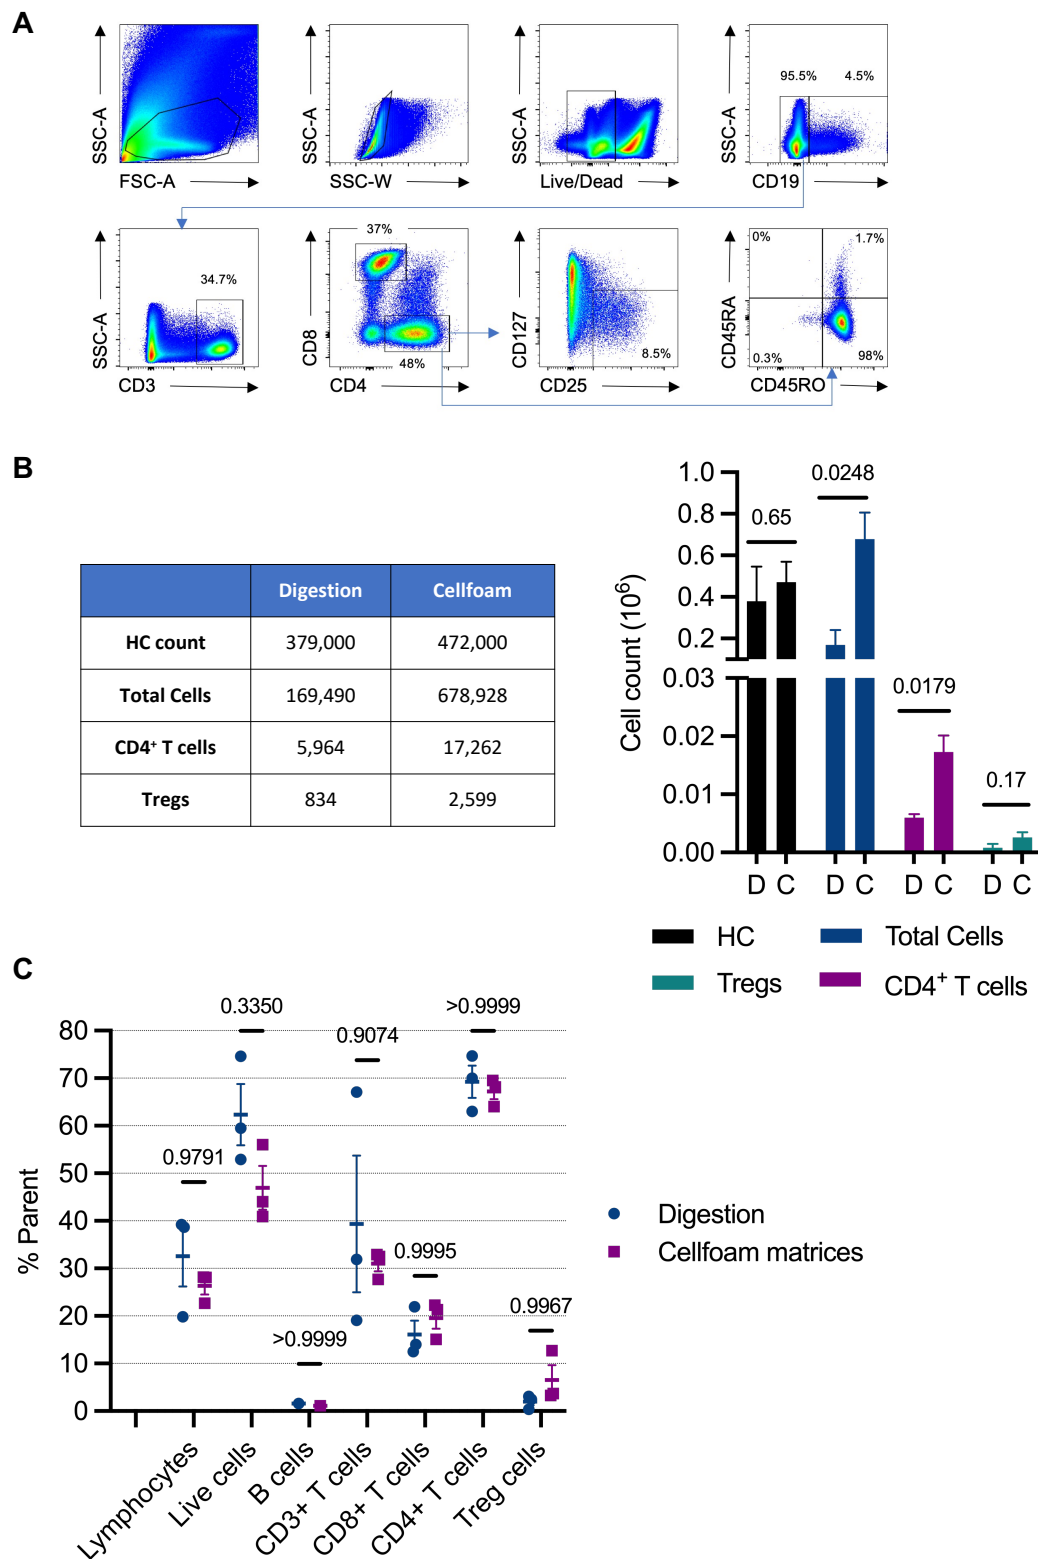 A
SSC-A
FSC-A
SSC-A
SSC-W
SSC-A
Live/Dead
95.5% 4.5%
SSC-A
CD19
34.7%
SSC-A
CD3
37%
CD8
48%
CD4
CD127
8.5%
CD25
0% 1.7%
CD45RA
0.3% 98%
CD45RO
B
Digestion Cellfoam
HC count 379,000 472,000
Total Cells 169,490 678,928
CD4+ T cells 5,964 17,262
Tregs 834 2,599
Cell count (10^6)
1.0
0.8
0.6
0.4
0.2
0.03
0.02
0.01
0.00
0.65
0.0248
0.0179
0.17
D C D C D C D C
HC Total Cells
Tregs CD4+ T cells
C
% Parent
80
70
60
50
40
30
20
10
0
0.9791
0.3350
>0.9999
0.9074
0.9995
>0.9999
0.9967
Lymphocytes
Live cells
B cells
CD3+ T cells
CD8+ T cells
CD4+ T cells
Treg cells
Digestion
Cellfoam matrices